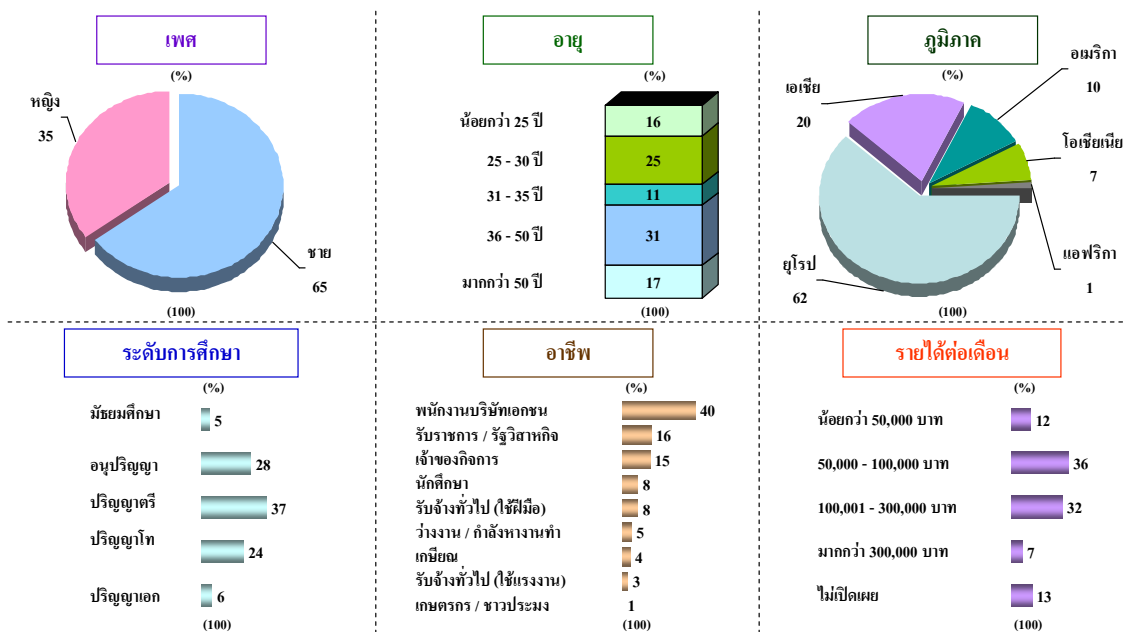 เพศ
(%)
หญิง
35
ชาย
65
(100)
อายุ
(%)
น้อยกว่า 25 ปี 16
25 - 30 ปี 25
31 - 35 ปี 11
36 - 50 ปี 31
มากกว่า 50 ปี 17
(100)
ภูมิภาค
(%)
อเมริกา
10
เอเชีย
20
โอเชียเนีย
7
แอฟริกา
1
ยุโรป
62
(100)
ระดับการศึกษา
(%)
มัธยมศึกษา 5
อนุปริญญา 28
ปริญญาตรี 37
ปริญญาโท 24
ปริญญาเอก 6
(100)
อาชีพ
(%)
พนักงานบริษัทเอกชน 40
รับราชการ / รัฐวิสาหกิจ 16
เจ้าของกิจการ 15
นักศึกษา 8
รับจ้างทั่วไป (ใช้ฝีมือ) 8
ว่างงาน / กำลังหางานทำ 5
เกษียณ 4
รับจ้างทั่วไป (ใช้แรงงาน) 3
เกษตรกร / ชาวประมง 1
(100)
รายได้ต่อเดือน
(%)
น้อยกว่า 50,000 บาท 12
50,000 - 100,000 บาท 36
100,001 - 300,000 บาท 32
มากกว่า 300,000 บาท 7
ไม่เปิดเผย 13
(100)